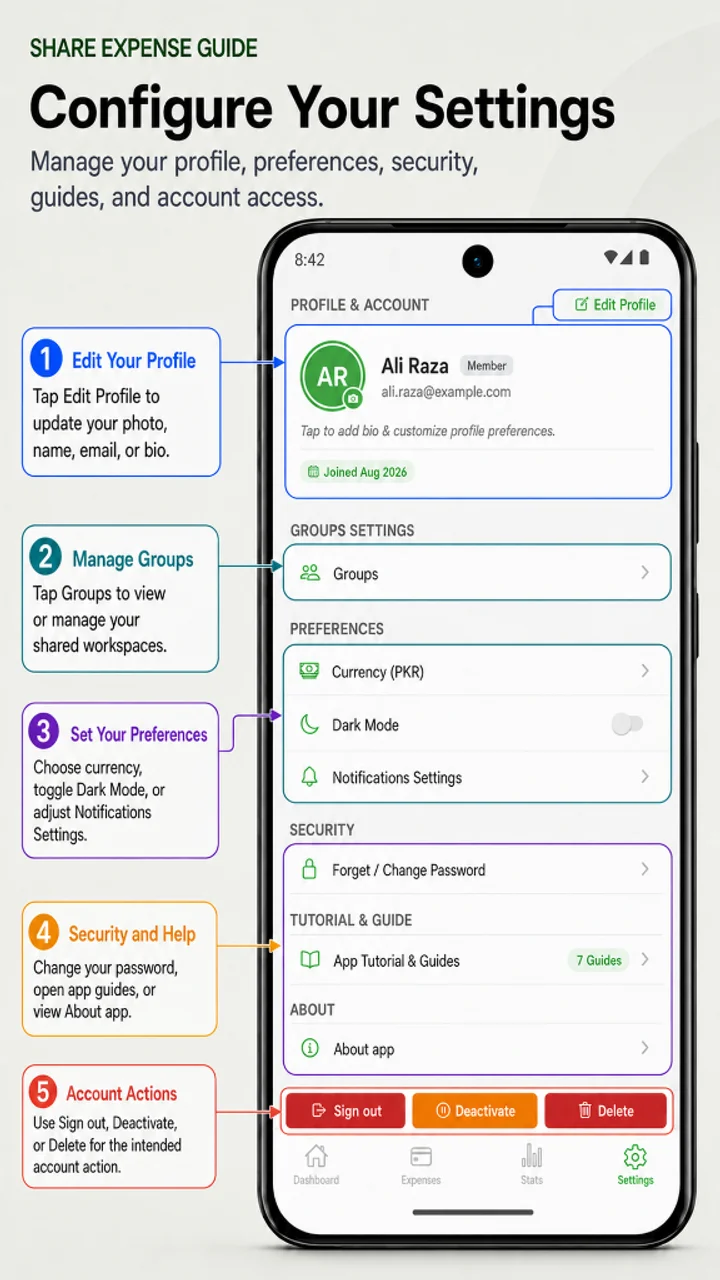 SHARE EXPENSE GUIDE
Configure Your Settings
Manage your profile, preferences, security,
guides, and account access.
8:42
PROFILE & ACCOUNT
Edit Profile
1 Edit Your Profile
Tap Edit Profile to
update your photo,
name, email, or bio.
AR
Ali Raza Member
ali.raza@example.com
Tap to add bio & customize profile preferences.
Joined Aug 2026
2 Manage Groups
Tap Groups to view
or manage your
shared workspaces.
GROUPS SETTINGS
Groups
3 Set Your Preferences
Choose currency,
toggle Dark Mode, or
adjust Notifications
Settings.
PREFERENCES
Currency (PKR)
Dark Mode
Notifications Settings
4 Security and Help
Change your password,
open app guides, or
view About app.
SECURITY
Forget / Change Password
TUTORIAL & GUIDE
App Tutorial & Guides 7 Guides
ABOUT
About app
5 Account Actions
Use Sign out, Deactivate,
or Delete for the intended
account action.
Sign out Deactivate Delete
Dashboard Expenses Stats Settings